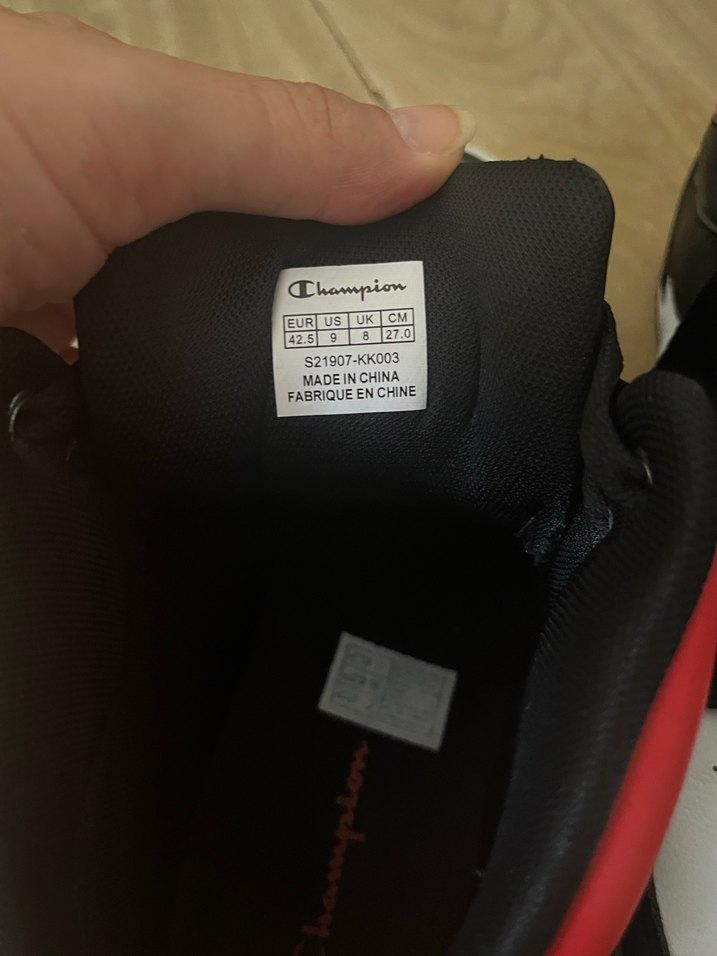 Champion
EUR US UK CM
42.5 9 8 27.0
S21907-KK003
MADE IN CHINA
FABRIQUE EN CHINE
Champion